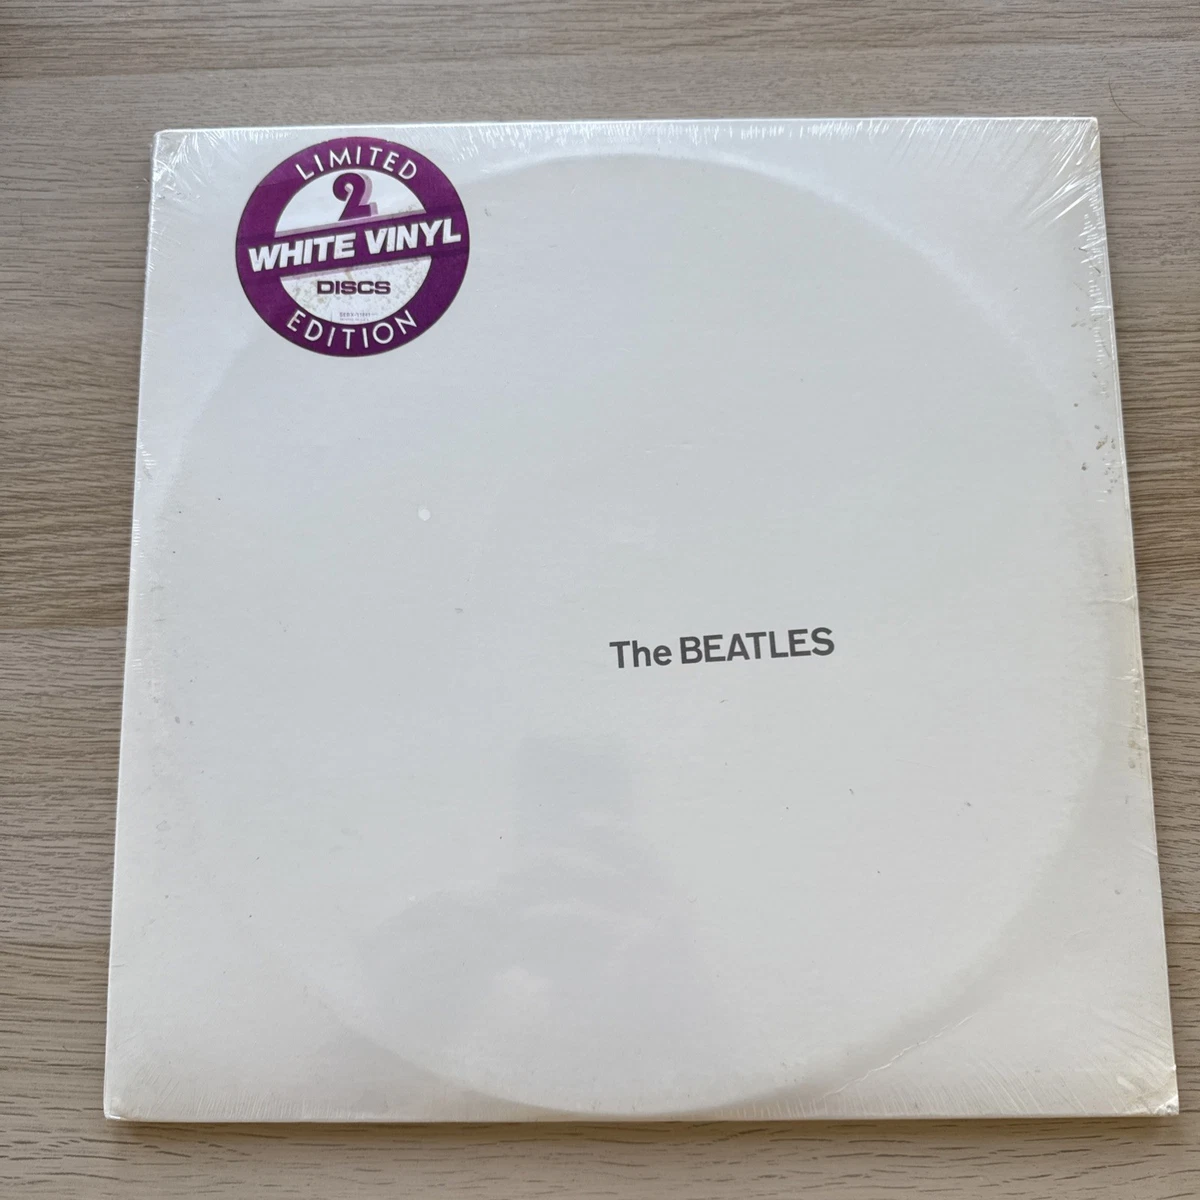 LIMITED
2
WHITE VINYL
DISCS
EDITION
The BEATLES